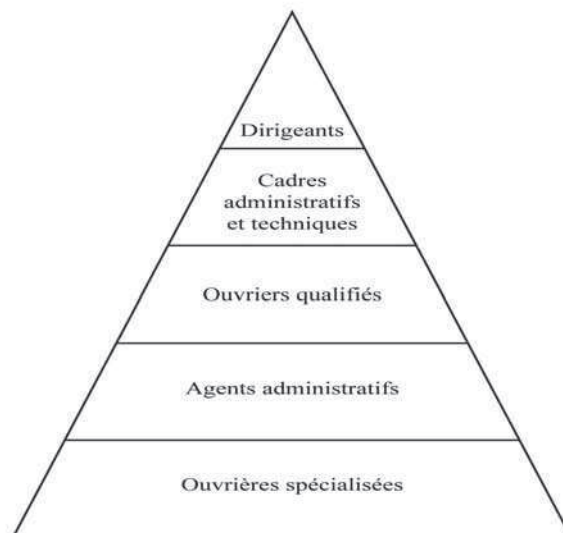 Dirigeants
Cadres
administratifs
et techniques
Ouvriers qualifiés
Agents administratifs
Ouvrières spécialisées